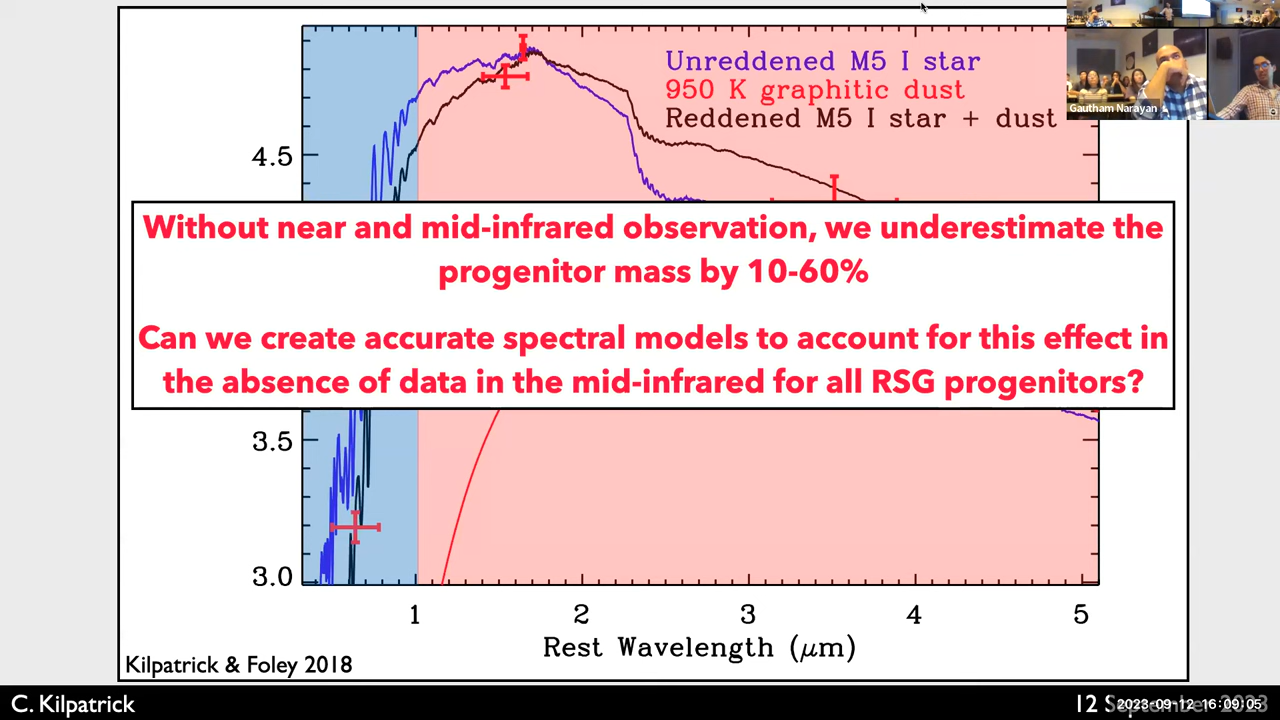 Unreddened M5 I star
950 K graphitic dust
Reddened M5 I star + dust
Gautham Narayan
4.5
Without near and mid-infrared observation, we underestimate the
progenitor mass by 10-60%
Can we create accurate spectral models to account for this effect in
the absence of data in the mid-infrared for all RSG progenitors?
3.5
3.0
1 2 3 4 5
Rest Wavelength (μm)
Kilpatrick & Foley 2018
C. Kilpatrick
12 September 2023
2023-09-12 16:09:05